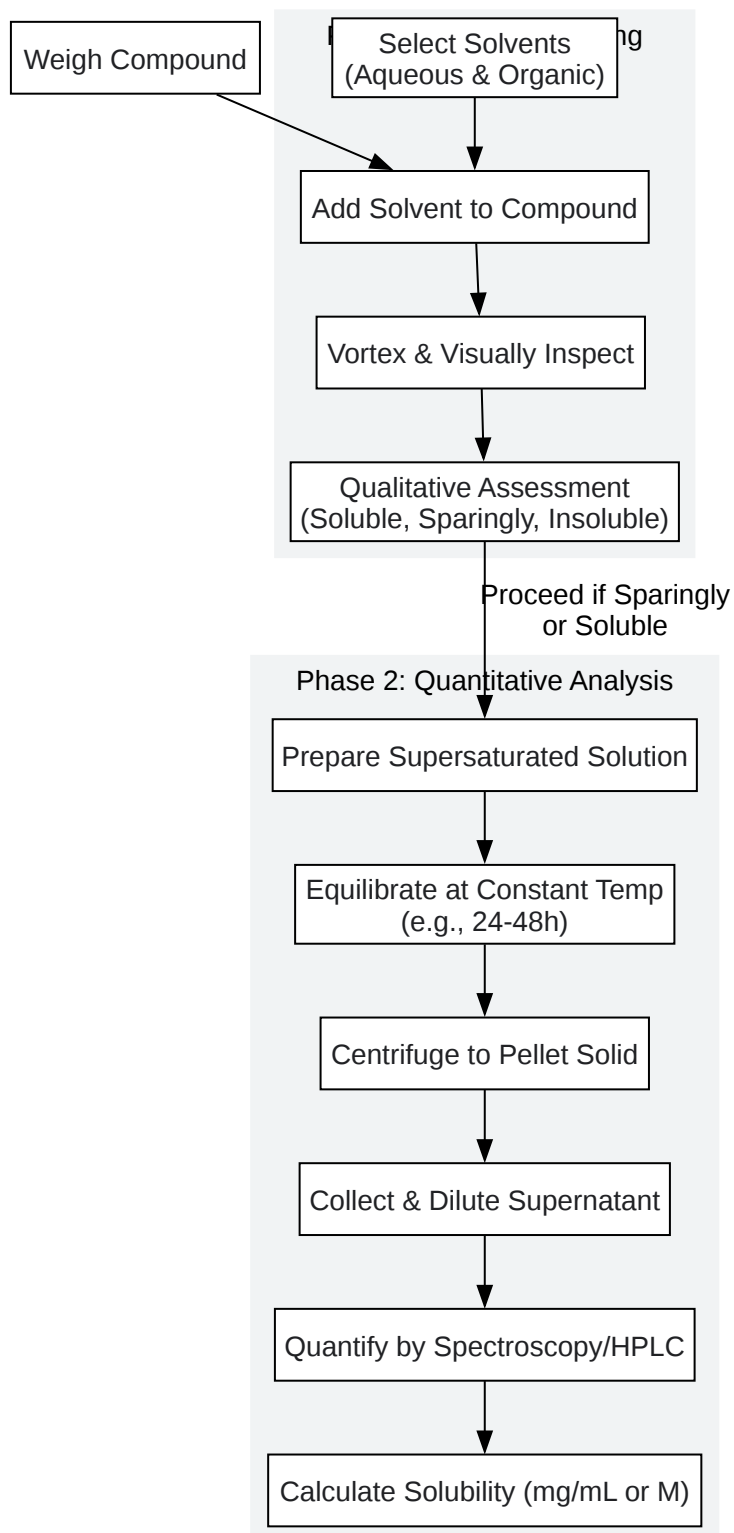 Weigh Compound
Select Solvents
(Aqueous & Organic)
Add Solvent to Compound
Vortex & Visually Inspect
Qualitative Assessment
(Soluble, Sparingly, Insoluble)
Proceed if Sparingly
or Soluble
Phase 2: Quantitative Analysis
Prepare Supersaturated Solution
Equilibrate at Constant Temp
(e.g., 24-48h)
Centrifuge to Pellet Solid
Collect & Dilute Supernatant
Quantify by Spectroscopy/HPLC
Calculate Solubility (mg/mL or M)